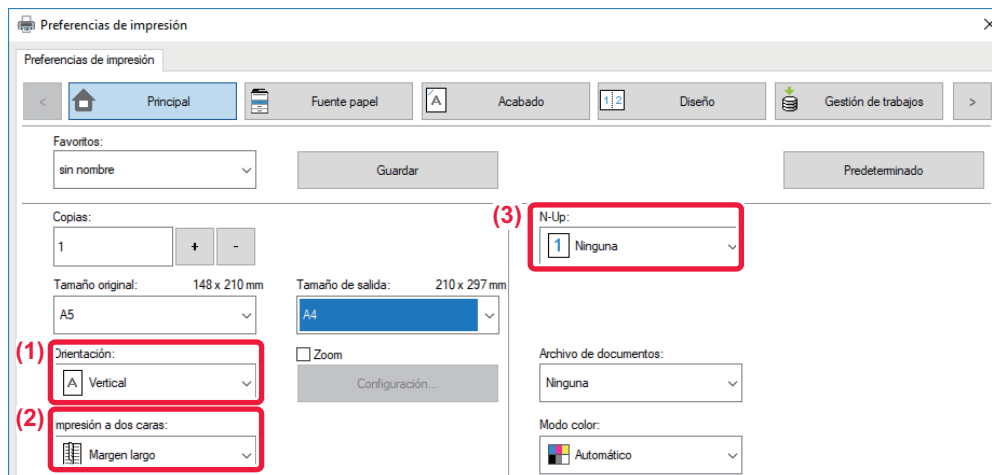 Preferencias de impresión
Preferencias de impresión
< Principal Fuente papel A Acabado 1 2 Diseño Gestión de trabajos >
Favoritos:
sin nombre Guardar Predeterminado
Copias: (3) N-Up:
1 + - 1 Ninguna
Tamaño original: 148 x 210 mm Tamaño de salida: 210 x 297 mm
A5 A4
(1) Orientación: Zoom Archivo de documentos:
A Vertical Configuración... Ninguna
(2) Impresión a dos caras: Modo color:
Margen largo Automático